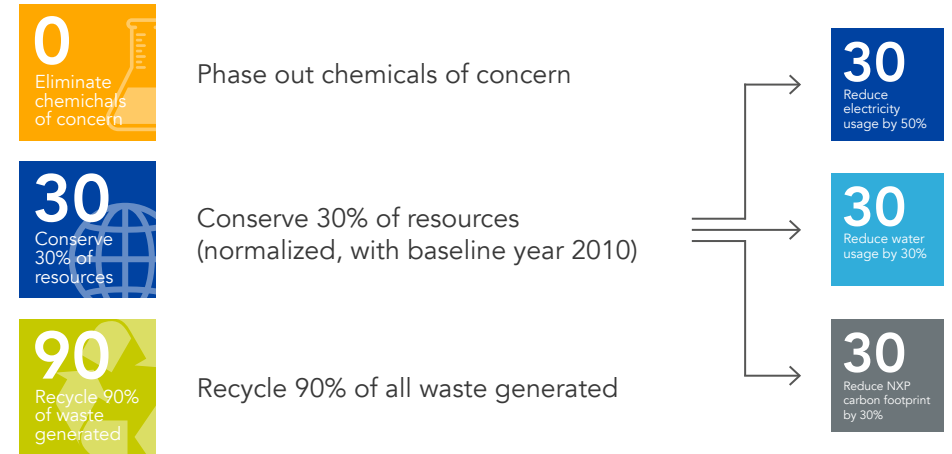 0
Eliminate
chemichals
of concern
Phase out chemicals of concern
30
Conserve
30% of
resources
Conserve 30% of resources
(normalized, with baseline year 2010)
90
Recycle 90%
of waste
generated
Recycle 90% of all waste generated
30
Reduce
electricity
usage by 50%
30
Reduce water
usage by 30%
30
Reduce NXP
carbon footprint
by 30%